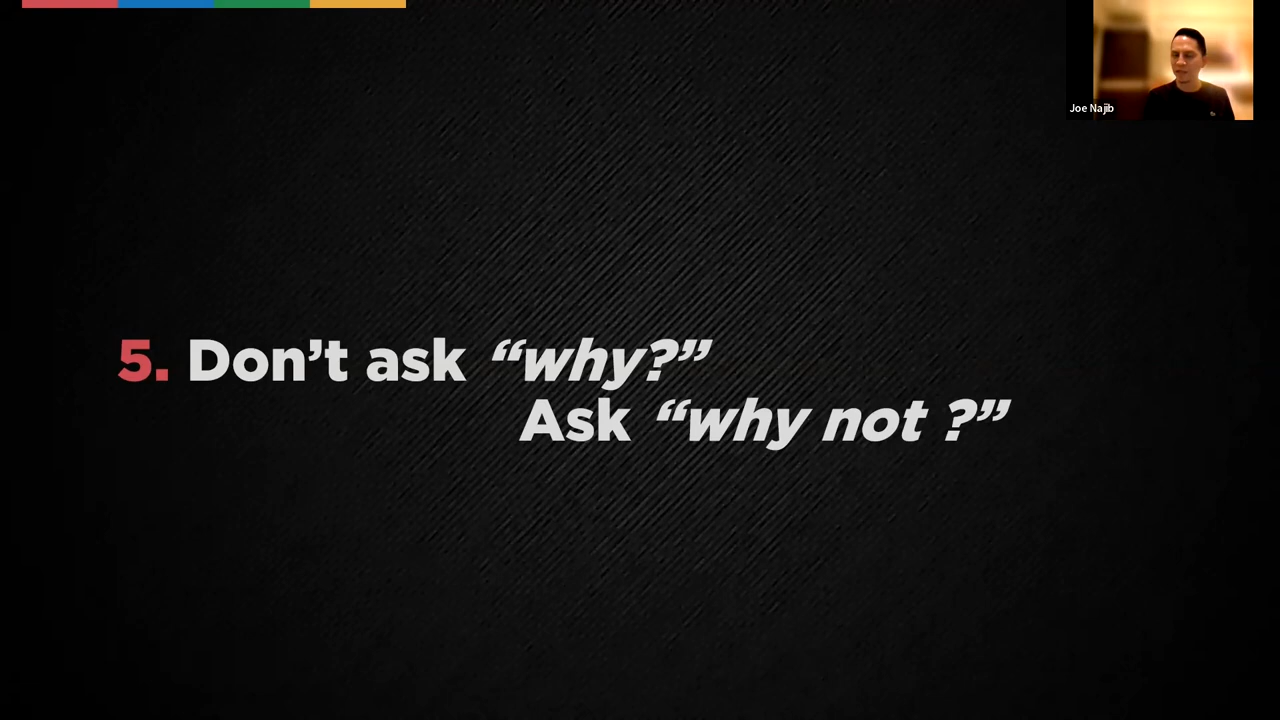 Joe Najib
5. Don’t ask “why?”
Ask “why not ?”